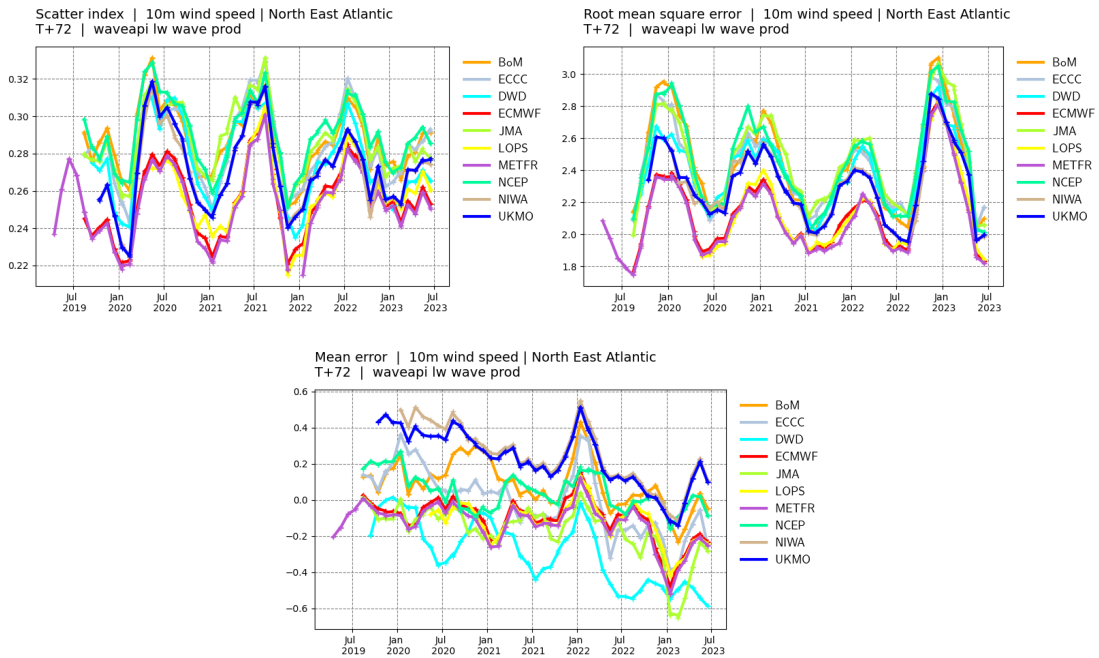 Scatter index | 10m wind speed | North East Atlantic
T+72 | waveapi lw wave prod
0.32
0.30
0.28
0.26
0.24
0.22
Jul
2019
Jan
2020
Jul
2020
Jan
2021
Jul
2021
Jan
2022
Jul
2022
Jan
2023
Jul
2023
BoM
ECCC
DWD
ECMWF
JMA
LOPS
METFR
NCEP
NIWA
UKMO
Root mean square error | 10m wind speed | North East Atlantic
T+72 | waveapi lw wave prod
3.0
2.8
2.6
2.4
2.2
2.0
1.8
Jul
2019
Jan
2020
Jul
2020
Jan
2021
Jul
2021
Jan
2022
Jul
2022
Jan
2023
Jul
2023
BoM
ECCC
DWD
ECMWF
JMA
LOPS
METFR
NCEP
NIWA
UKMO
Mean error | 10m wind speed | North East Atlantic
T+72 | waveapi lw wave prod
0.6
0.4
0.2
0.0
−0.2
−0.4
−0.6
Jul
2019
Jan
2020
Jul
2020
Jan
2021
Jul
2021
Jan
2022
Jul
2022
Jan
2023
Jul
2023
BoM
ECCC
DWD
ECMWF
JMA
LOPS
METFR
NCEP
NIWA
UKMO